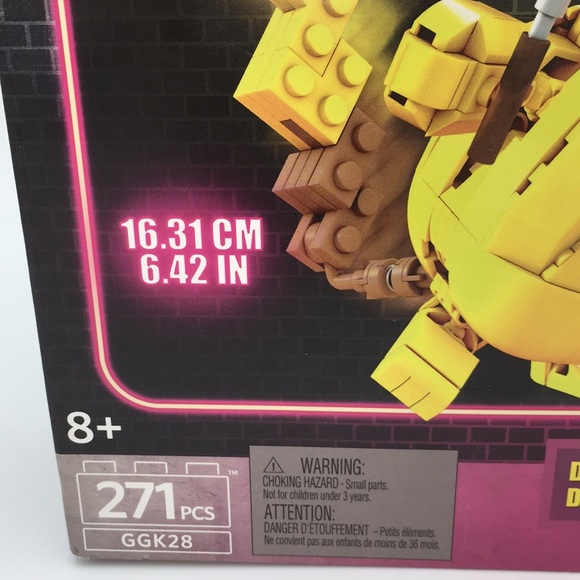 16.31 CM
6.42 IN
8+
271 PCS
™
GGK28
WARNING:
CHOKING HAZARD - Small parts.
Not for children under 3 years.
ATTENTION:
DANGER D'ÉTOUFFEMENT – Petits éléments.
Ne convient pas aux enfants de moins de 36 mois.
D
D